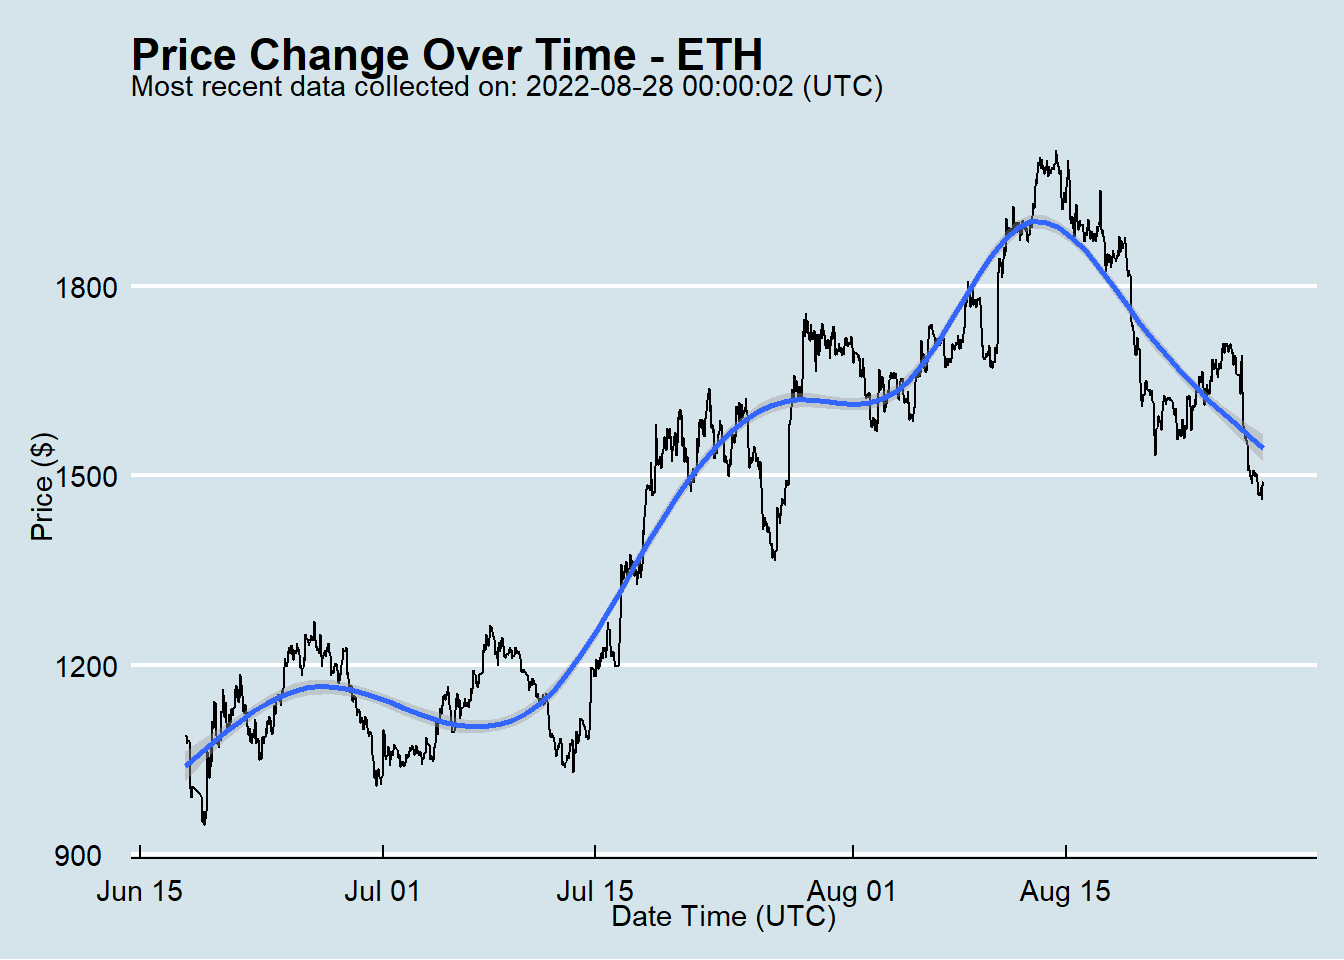 Price Change Over Time - ETH
Most recent data collected on: 2022-08-28 00:00:02 (UTC)
Price ($)
1800
1500
1200
900
Jun 15 Jul 01 Jul 15 Aug 01 Aug 15
Date Time (UTC)